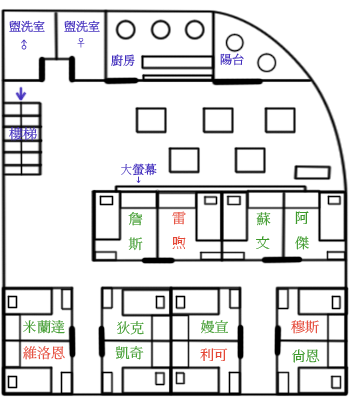 盥洗室
♂
盥洗室
♀
廚房
陽台
樓梯
大螢幕
↓
詹斯
雷煦
蘇文
阿傑
米蘭達
維洛恩
狄克
凱奇
嫚宣
利可
穆斯
尙恩